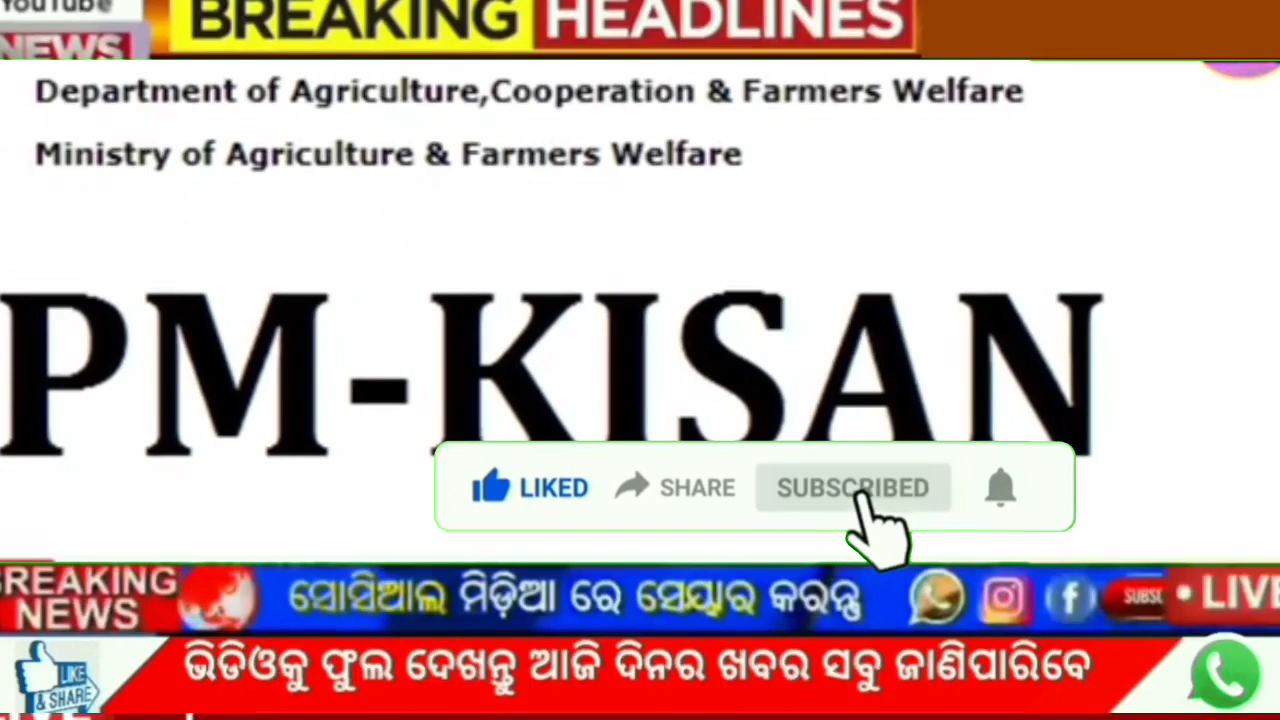 YouTube
NEWS
BREAKING HEADLINES
Department of Agriculture,Cooperation & Farmers Welfare
Ministry of Agriculture & Farmers Welfare
PM-KISAN
LIKED SHARE SUBSCRIBED
BREAKING NEWS
ସୋସିଆଲ ମିଡ଼ିଆ ରେ ସେୟାର କରନ୍ତୁ
SUBSC
• LIVE
LIKE & SHARE
ଭିଡିଓକୁ ଫୁଲ ଦେଖନ୍ତୁ ଆଜି ଦିନର ଖବର ସବୁ ଜାଣିପାରିବେ